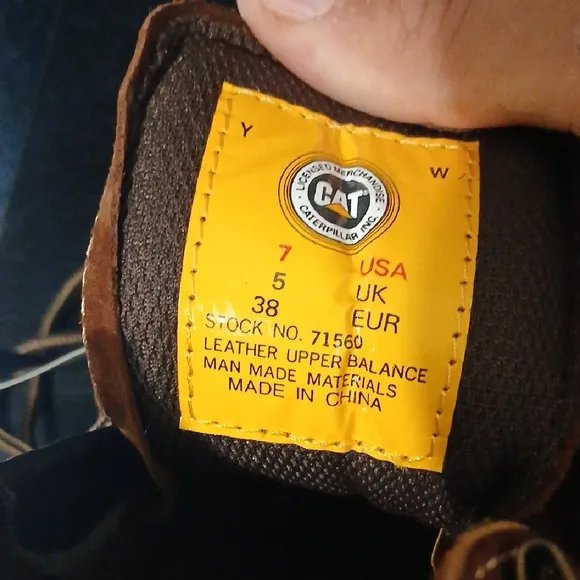 Y W
LICENSED MERCHANDISE
CAT
CATERPILLAR INC.
7 USA
5 UK
38 EUR
STOCK NO. 71560
LEATHER UPPER BALANCE
MAN MADE MATERIALS
MADE IN CHINA